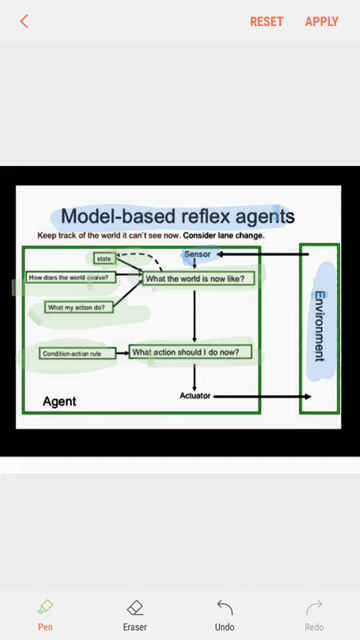 RESET APPLY
Model-based reflex agents
Keep track of the world it can't see now. Consider lane change.
state
Sensor
How does the world evolve?
What the world is now like?
What my action do?
Condition-action rule
What action should I do now?
Environment
Agent
Actuator
Pen Eraser Undo Redo